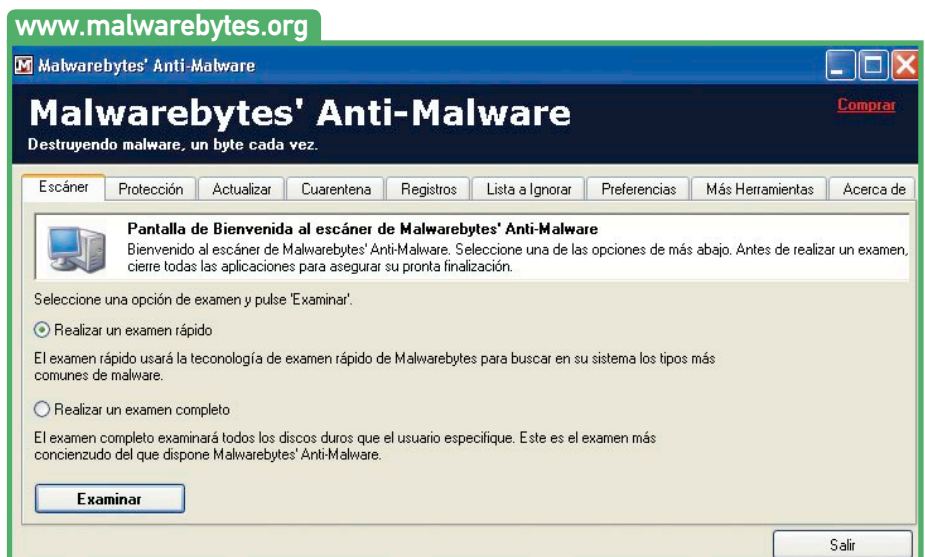 www.malwarebytes.org
Malwarebytes' Anti-Malware
Malwarebytes' Anti-Malware
Comprar
Destruyendo malware, un byte cada vez.
Escáner Protección Actualizar Cuarentena Registros Lista a Ignorar Preferencias Más Herramientas Acerca de
Pantalla de Bienvenida al escáner de Malwarebytes' Anti-Malware
Bienvenido al escáner de Malwarebytes' Anti-Malware. Seleccione una de las opciones de más abajo. Antes de realizar un examen,
cierre todas las aplicaciones para asegurar su pronta finalización.
Seleccione una opción de examen y pulse 'Examinar'.
Realizar un examen rápido
El examen rápido usará la teconología de examen rápido de Malwarebytes para buscar en su sistema los tipos más
comunes de malware.
Realizar un examen completo
El examen completo examinará todos los discos duros que el usuario especifique. Este es el examen más
concienzudo del que dispone Malwarebytes' Anti-Malware.
Examinar
Salir